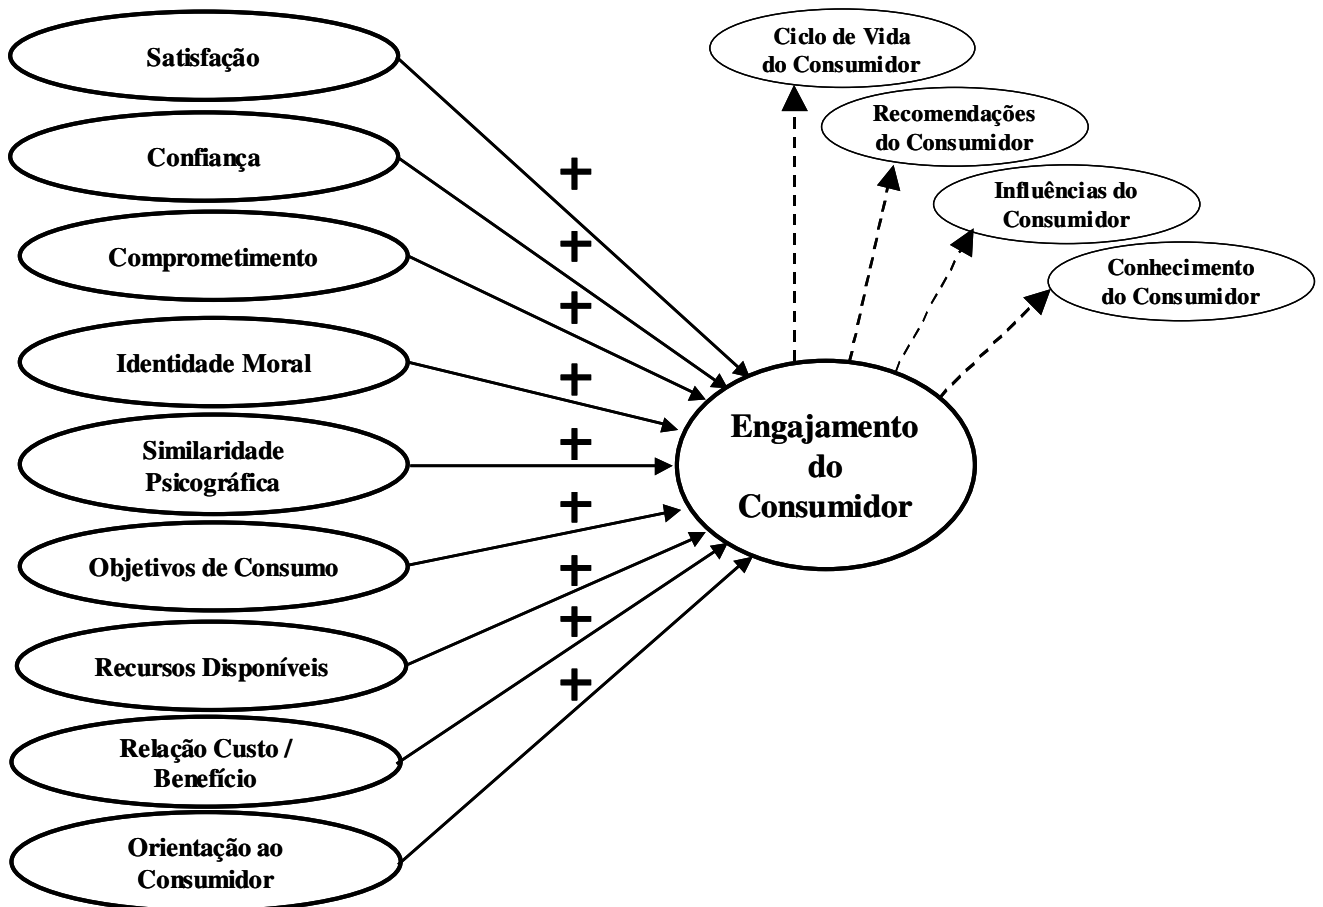 Satisfação
Confiança
Comprometimento
Identidade Moral
Similaridade
Psicográfica
Objetivos de Consumo
Recursos Disponíveis
Relação Custo /
Benefício
Orientação ao
Consumidor
+
+
+
+
+
+
+
+
+
Engajamento
do
Consumidor
Ciclo de Vida
do Consumidor
Recomendações
do Consumidor
Influências do
Consumidor
Conhecimento
do Consumidor